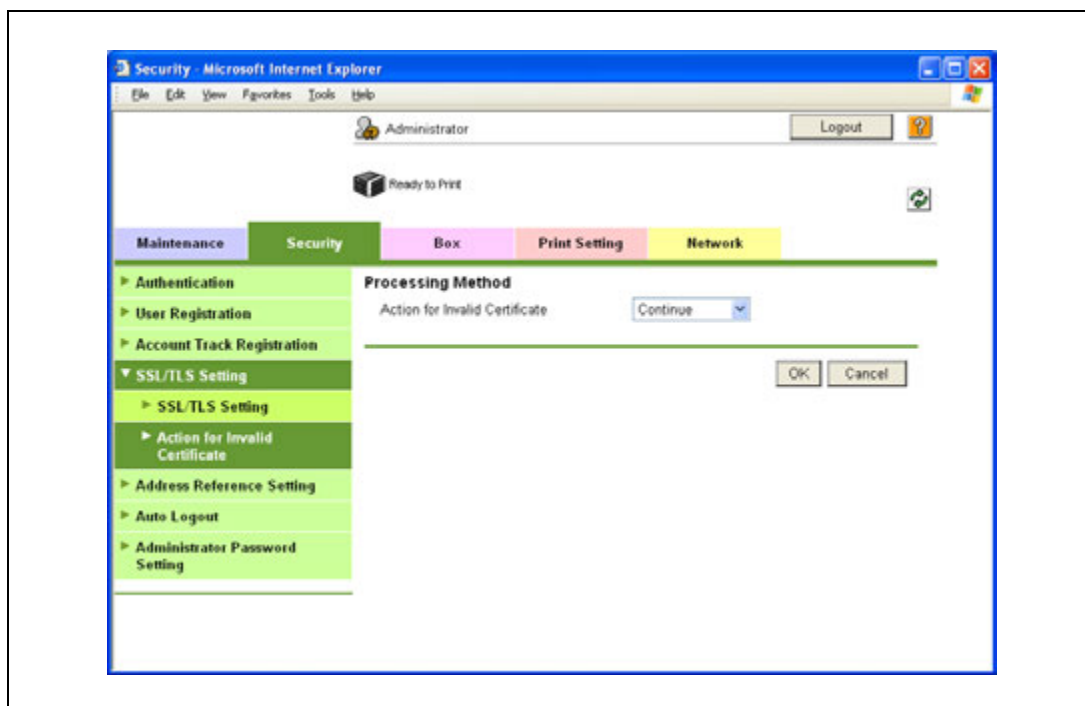 Security - Microsoft Internet Explorer
File Edit View Favorites Tools Help
Administrator
Logout
?
Ready to Print
Maintenance Security Box Print Setting Network
Authentication
User Registration
Account Track Registration
SSL/TLS Setting
SSL/TLS Setting
Action for Invalid
Certificate
Address Reference Setting
Auto Logout
Administrator Password
Setting
Processing Method
Action for Invalid Certificate Continue
OK Cancel